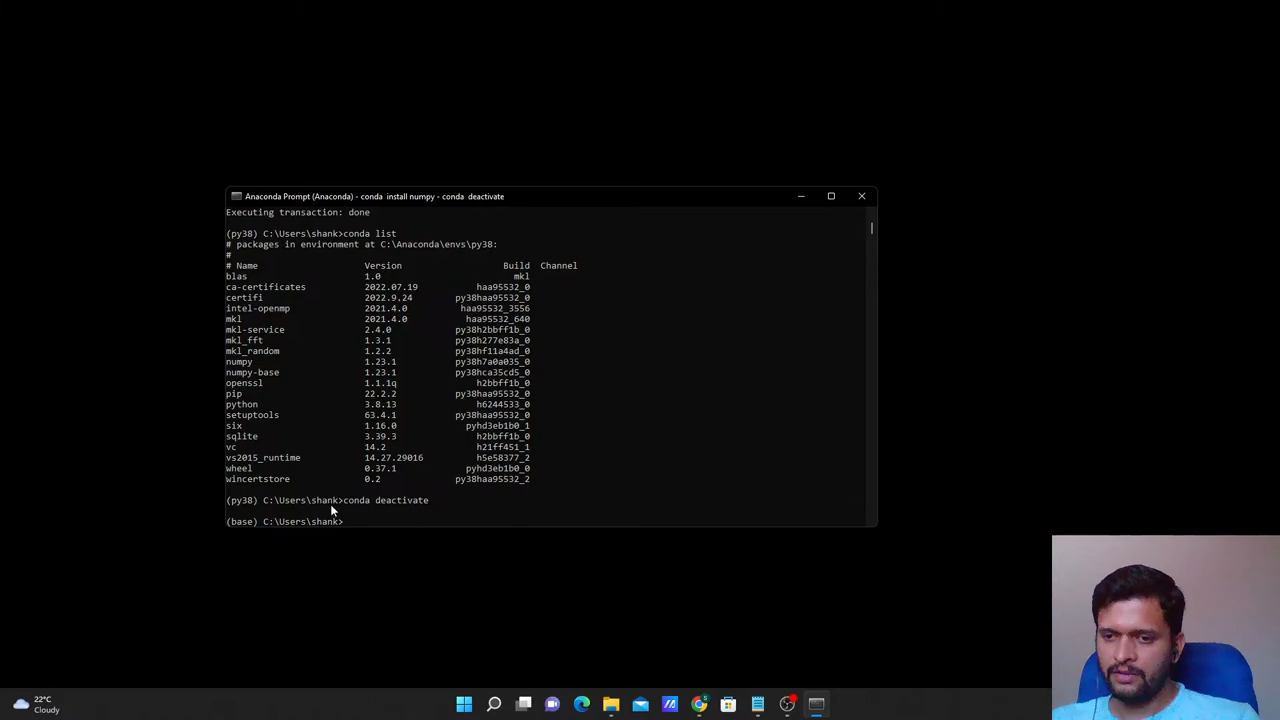 Anaconda Prompt (Anaconda) - conda install numpy - conda deactivate
Executing transaction: done
(py38) C:\Users\shank>conda list
# packages in environment at C:\Anaconda\envs\py38:
#
# Name Version Build Channel
blas 1.0 mkl
ca-certificates 2022.07.19 haa95532_0
certifi 2022.9.24 py38haa95532_0
intel-openmp 2021.4.0 haa95532_3556
mkl 2021.4.0 haa95532_640
mkl-service 2.4.0 py38h2bbff1b_0
mkl_fft 1.3.1 py38h277e83a_0
mkl_random 1.2.2 py38hf11a4ad_0
numpy 1.23.1 py38h7a0a035_0
numpy-base 1.23.1 py38hca35cd5_0
openssl 1.1.1q h2bbff1b_0
pip 22.2.2 py38haa95532_0
python 3.8.13 h6244533_0
setuptools 63.4.1 py38haa95532_0
six 1.16.0 pyhd3eb1b0_1
sqlite 3.39.3 h2bbff1b_0
vc 14.2 h21ff451_1
vs2015_runtime 14.27.29016 h5e58377_2
wheel 0.37.1 pyhd3eb1b0_0
wincertstore 0.2 py38haa95532_2
(py38) C:\Users\shank>conda deactivate
(base) C:\Users\shank>
22°C
Cloudy